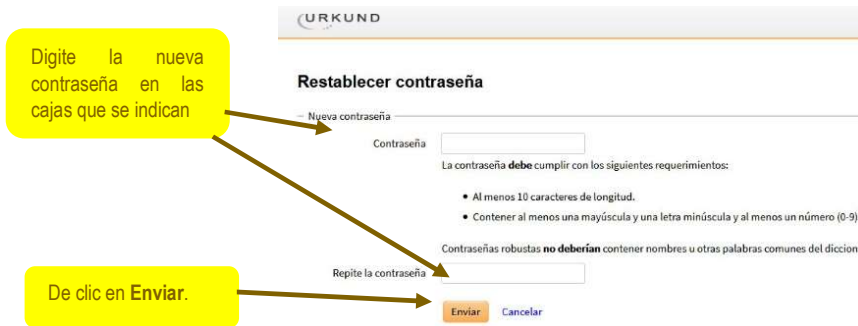 URKUND
Digite la nueva
contraseña en las
cajas que se indican
Restablecer contraseña
Nueva contraseña
Contraseña
La contraseña debe cumplir con los siguientes requerimientos:
• Al menos 10 caracteres de longitud.
• Contener al menos una mayúscula y una letra minúscula y al menos un número (0-9)
Contraseñas robustas no deberían contener nombres u otras palabras comunes del diccion
Repite la contraseña
De clic en Enviar.
Enviar Cancelar